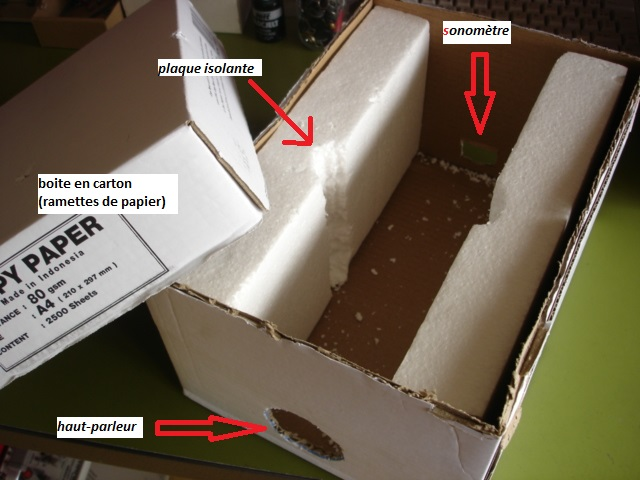 sonomètre
plaque isolante
boite en carton
(ramettes de papier)
PY PAPER
Made in Indonesia
ANCE : 80 gsm
E : A4 ( 210 x 297 mm )
CONTENT : 2500 Sheets
haut-parleur